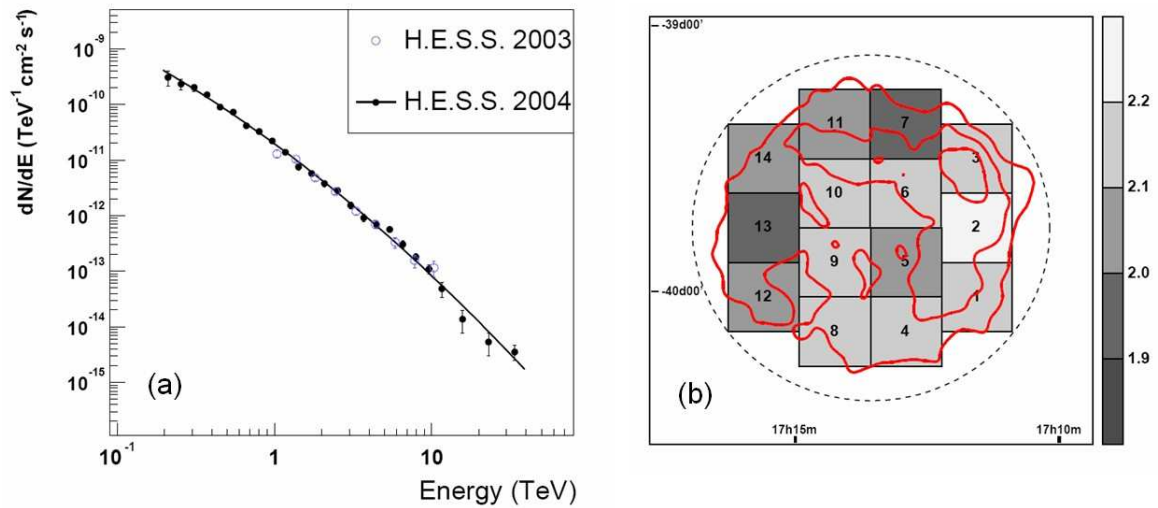 H.E.S.S. 2003
H.E.S.S. 2004
dN/dE (TeV⁻¹ cm⁻² s⁻¹)
10⁻⁹
10⁻¹⁰
10⁻¹¹
10⁻¹²
10⁻¹³
10⁻¹⁴
10⁻¹⁵
(a)
10⁻¹ 1 10
Energy (TeV)
-39d00'
-40d00'
11 7
14 3
10 6
13 2
9 5
12 1
8 4
(b)
17h15m 17h10m
2.2
2.1
2.0
1.9